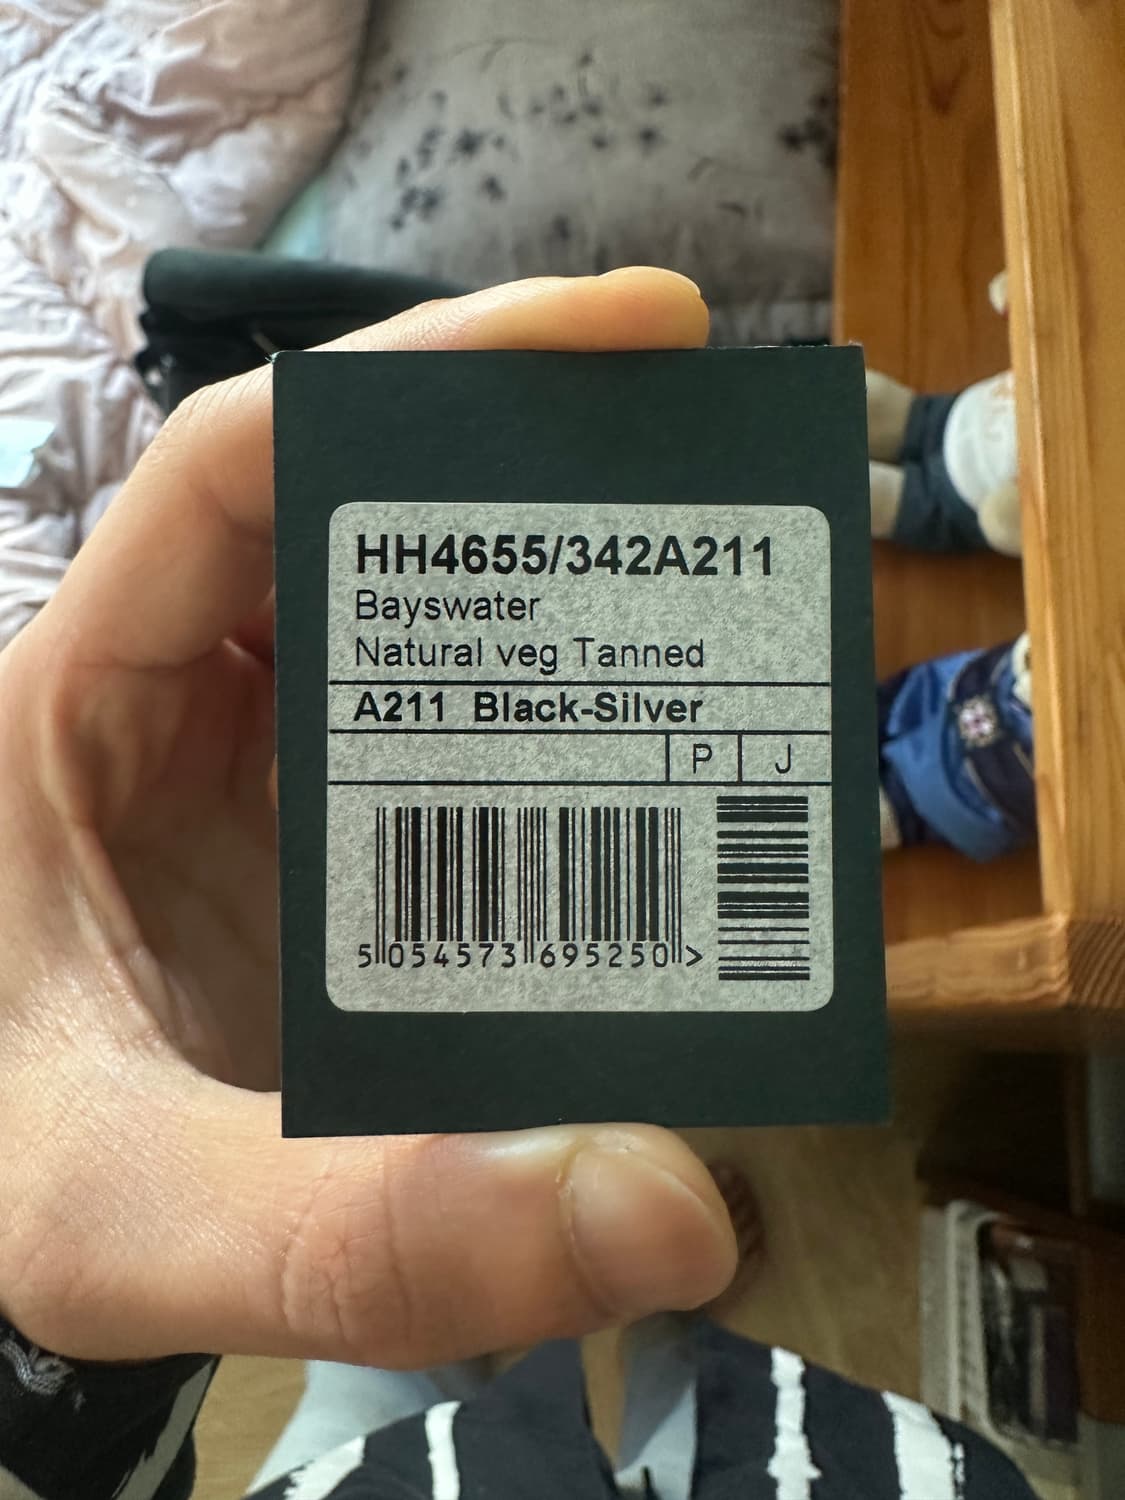 HH4655/342A211
Bayswater
Natural veg Tanned
A211 Black-Silver
P J
5 054573 695250 >